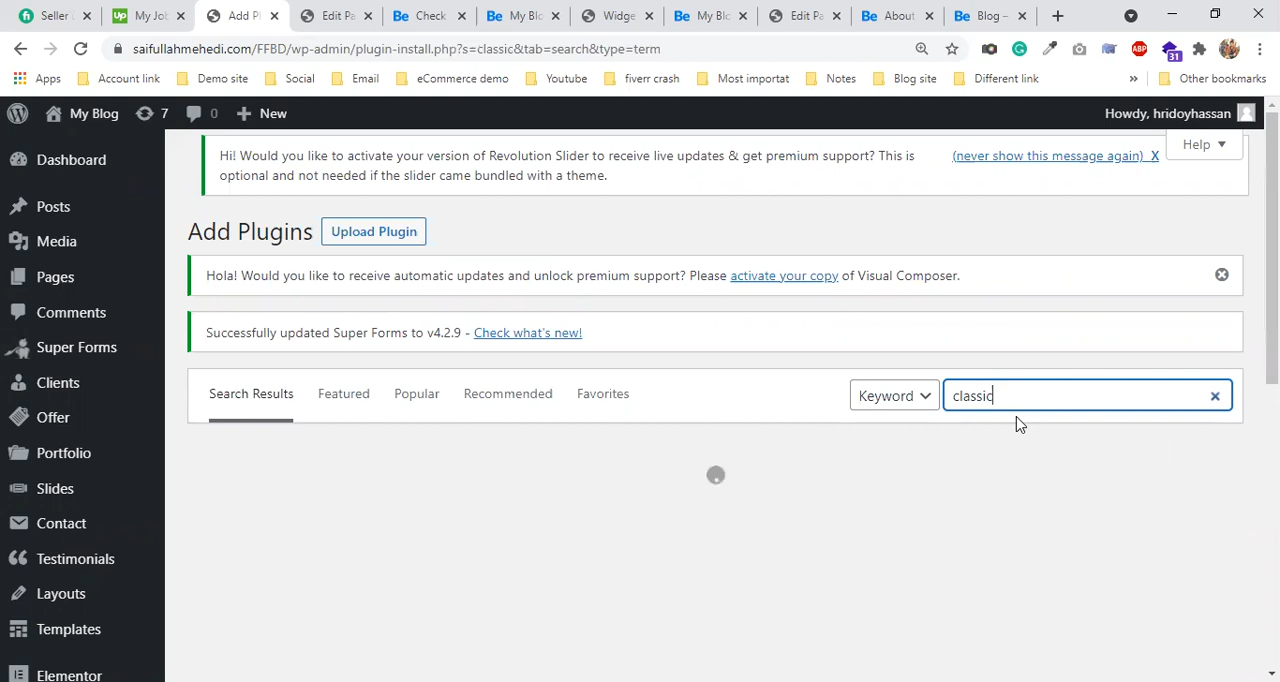 Seller
My Jo
Add P
Edit Pa
Check
My Blo
Widge
My Blo
Edit Pa
About
Blog –
saifullahmehedi.com/FFBD/wp-admin/plugin-install.php?s=classic&tab=search&type=term
ABP
31
Apps
Account link
Demo site
Social
Email
eCommerce demo
Youtube
fiverr crash
Most importat
Notes
Blog site
Different link
»
Other bookmarks
My Blog
7
0
New
Howdy, hridoyhassan
Dashboard
Posts
Media
Pages
Comments
Super Forms
Clients
Offer
Portfolio
Slides
Contact
Testimonials
Layouts
Templates
Elementor
Hi! Would you like to activate your version of Revolution Slider to receive live updates & get premium support? This is
optional and not needed if the slider came bundled with a theme.
(never show this message again) X
Help
Add Plugins
Upload Plugin
Hola! Would you like to receive automatic updates and unlock premium support? Please activate your copy of Visual Composer.
Successfully updated Super Forms to v4.2.9 - Check what's new!
Search Results
Featured
Popular
Recommended
Favorites
Keyword
classic